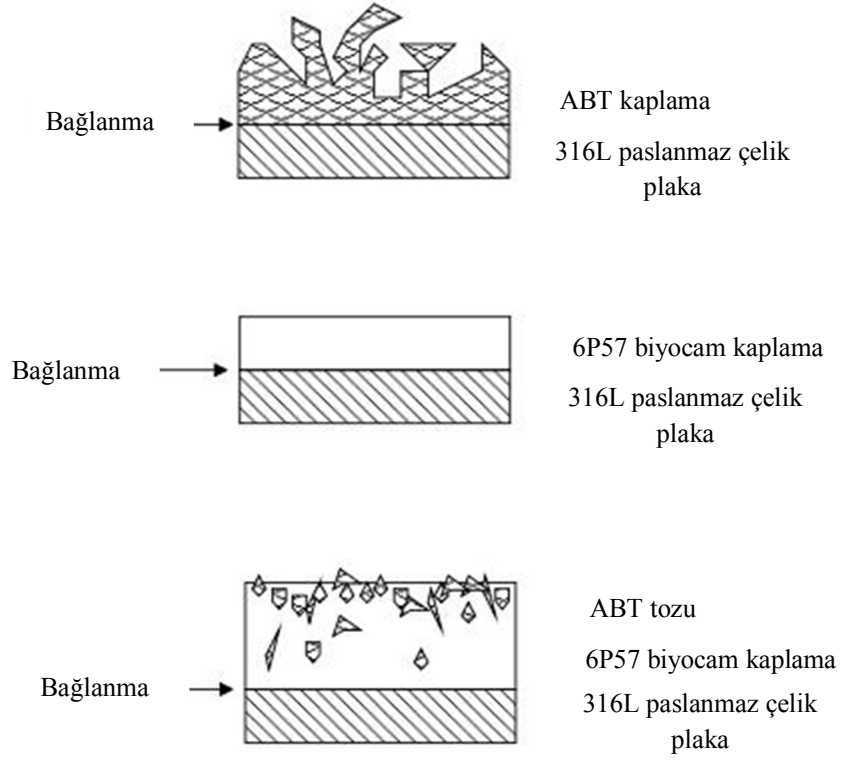 Bağlanma
ABT kaplama
316L paslanmaz çelik
plaka
Bağlanma
6P57 biyocam kaplama
316L paslanmaz çelik
plaka
Bağlanma
ABT tozu
6P57 biyocam kaplama
316L paslanmaz çelik
plaka